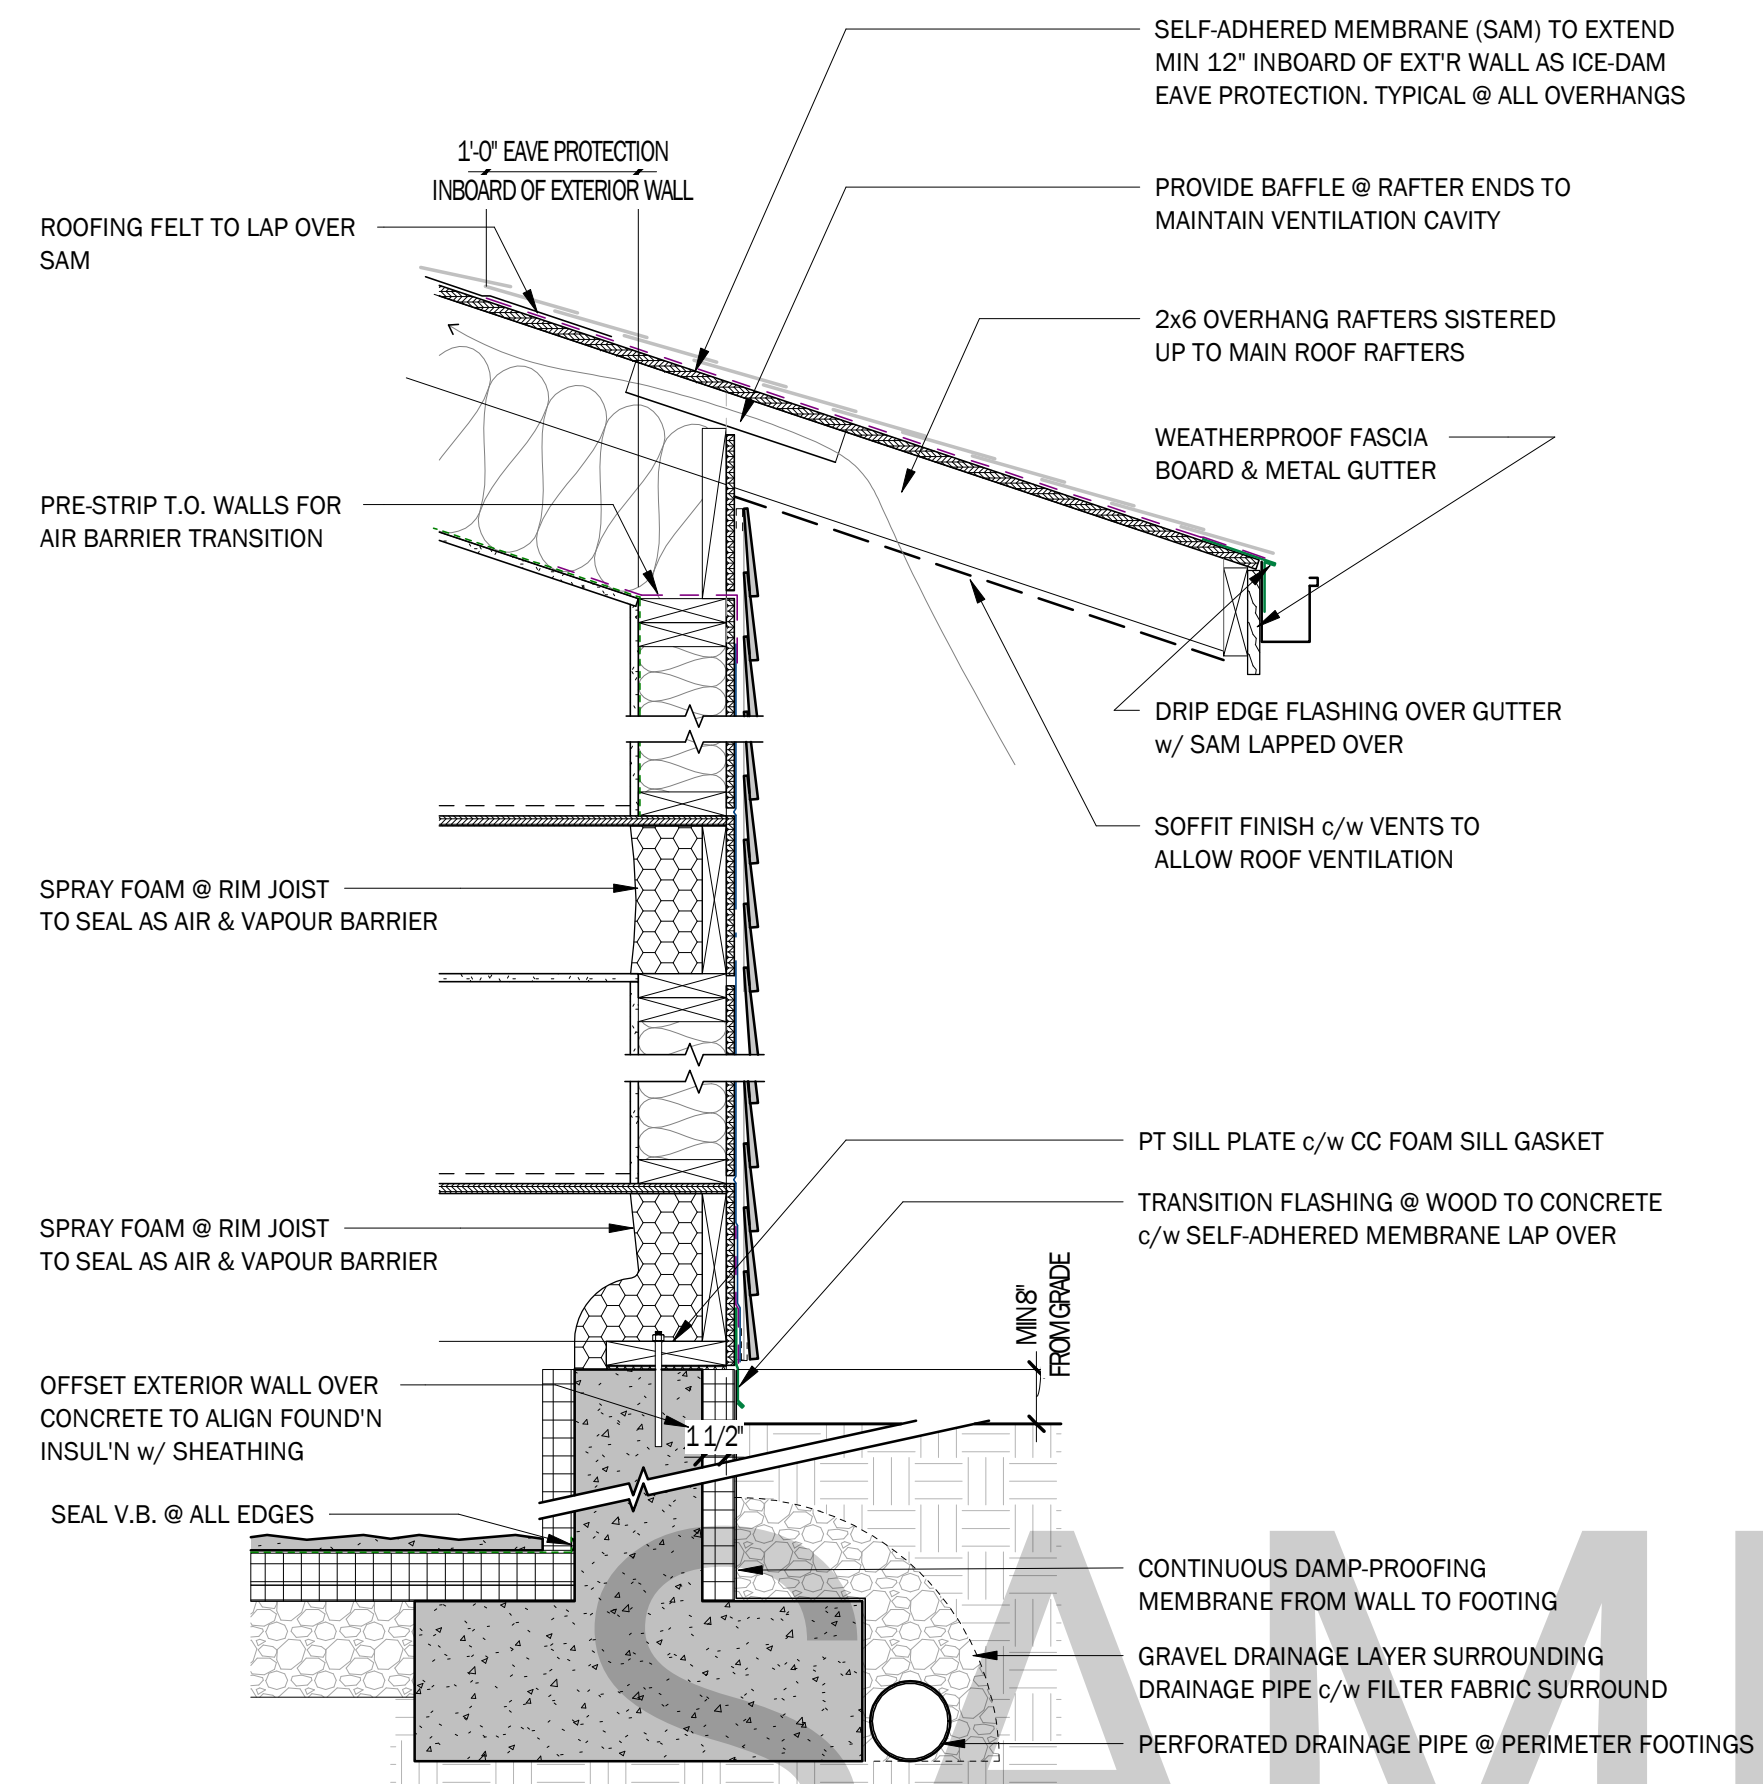 SELF-ADHERED MEMBRANE (SAM) TO EXTEND
MIN 12" INBOARD OF EXT'R WALL AS ICE-DAM
EAVE PROTECTION. TYPICAL @ ALL OVERHANGS
1'-0" EAVE PROTECTION
INBOARD OF EXTERIOR WALL
PROVIDE BAFFLE @ RAFTER ENDS TO
MAINTAIN VENTILATION CAVITY
ROOFING FELT TO LAP OVER
SAM
2x6 OVERHANG RAFTERS SISTERED
UP TO MAIN ROOF RAFTERS
WEATHERPROOF FASCIA
BOARD & METAL GUTTER
PRE-STRIP T.O. WALLS FOR
AIR BARRIER TRANSITION
DRIP EDGE FLASHING OVER GUTTER
w/ SAM LAPPED OVER
SOFFIT FINISH c/w VENTS TO
ALLOW ROOF VENTILATION
SPRAY FOAM @ RIM JOIST
TO SEAL AS AIR & VAPOUR BARRIER
PT SILL PLATE c/w CC FOAM SILL GASKET
TRANSITION FLASHING @ WOOD TO CONCRETE
c/w SELF-ADHERED MEMBRANE LAP OVER
SPRAY FOAM @ RIM JOIST
TO SEAL AS AIR & VAPOUR BARRIER
MIN 8"
FROM GRADE
OFFSET EXTERIOR WALL OVER
CONCRETE TO ALIGN FOUND'N
INSUL'N w/ SHEATHING
1 1/2"
SEAL V.B. @ ALL EDGES
CONTINUOUS DAMP-PROOFING
MEMBRANE FROM WALL TO FOOTING
GRAVEL DRAINAGE LAYER SURROUNDING
DRAINAGE PIPE c/w FILTER FABRIC SURROUND
PERFORATED DRAINAGE PIPE @ PERIMETER FOOTINGS